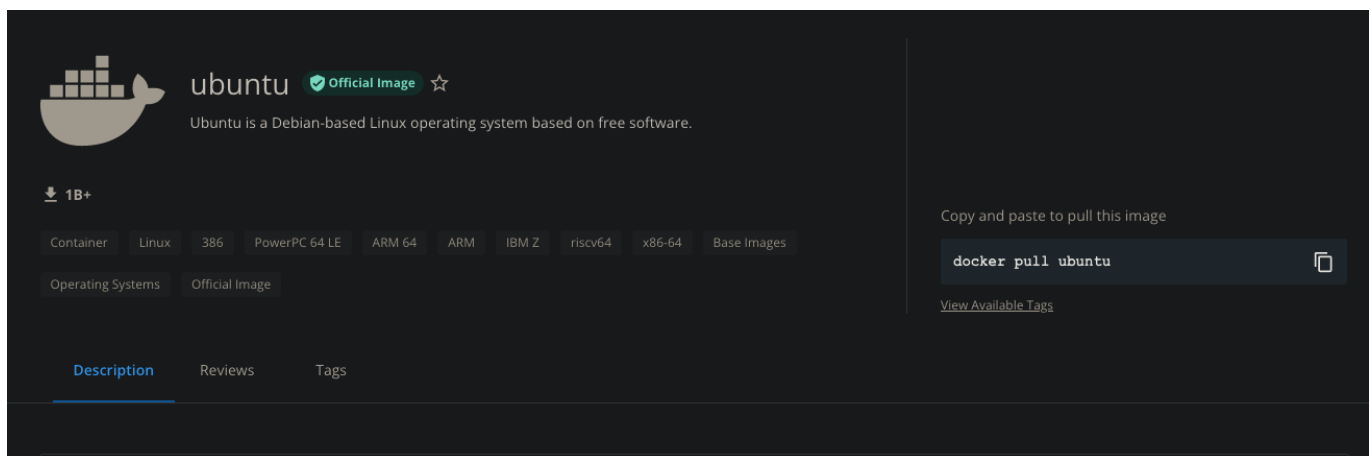 ubuntu Official Image
Ubuntu is a Debian-based Linux operating system based on free software.
1B+
Container Linux 386 PowerPC 64 LE ARM 64 ARM IBM Z riscv64 x86-64 Base Images
Operating Systems Official Image
Copy and paste to pull this image
docker pull ubuntu
View Available Tags
Description Reviews Tags